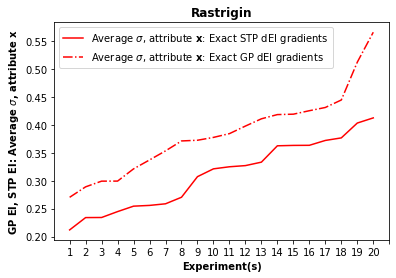 Rastrigin
Average σ, attribute x: Exact STP dEI gradients
Average σ, attribute x: Exact GP dEI gradients
GP EI, STP EI: Average σ, attribute x
0.55
0.50
0.45
0.40
0.35
0.30
0.25
0.20
1 2 3 4 5 6 7 8 9 10 11 12 13 14 15 16 17 18 19 20
Experiment(s)